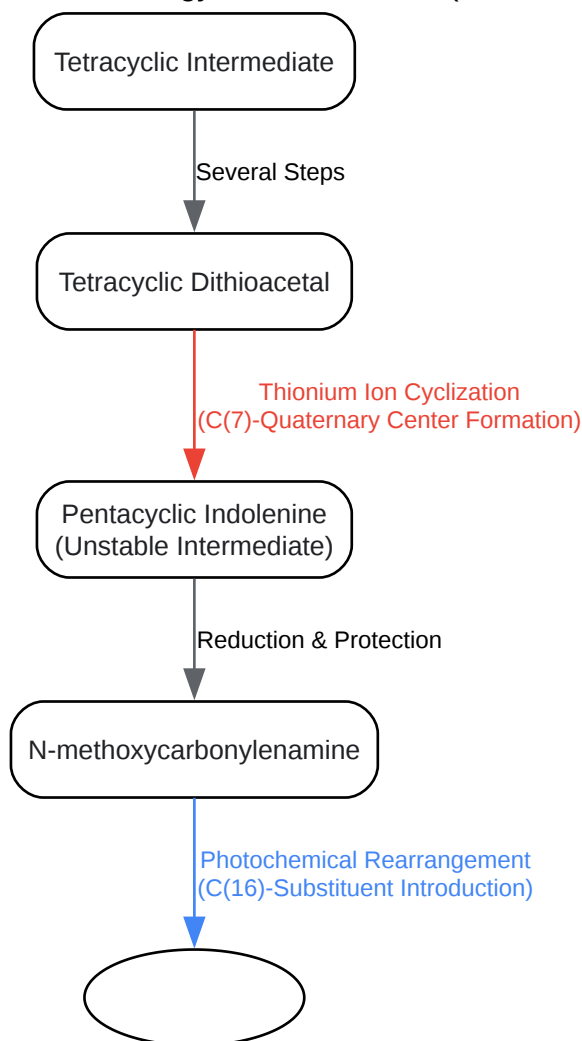 Tetracyclic Intermediate
Several Steps
Tetracyclic Dithioacetal
Thionium Ion Cyclization
(C(7)-Quaternary Center Formation)
Pentacyclic Indolenine
(Unstable Intermediate)
Reduction & Protection
N-methoxycarbonylenamine
Photochemical Rearrangement
(C(16)-Substituent Introduction)